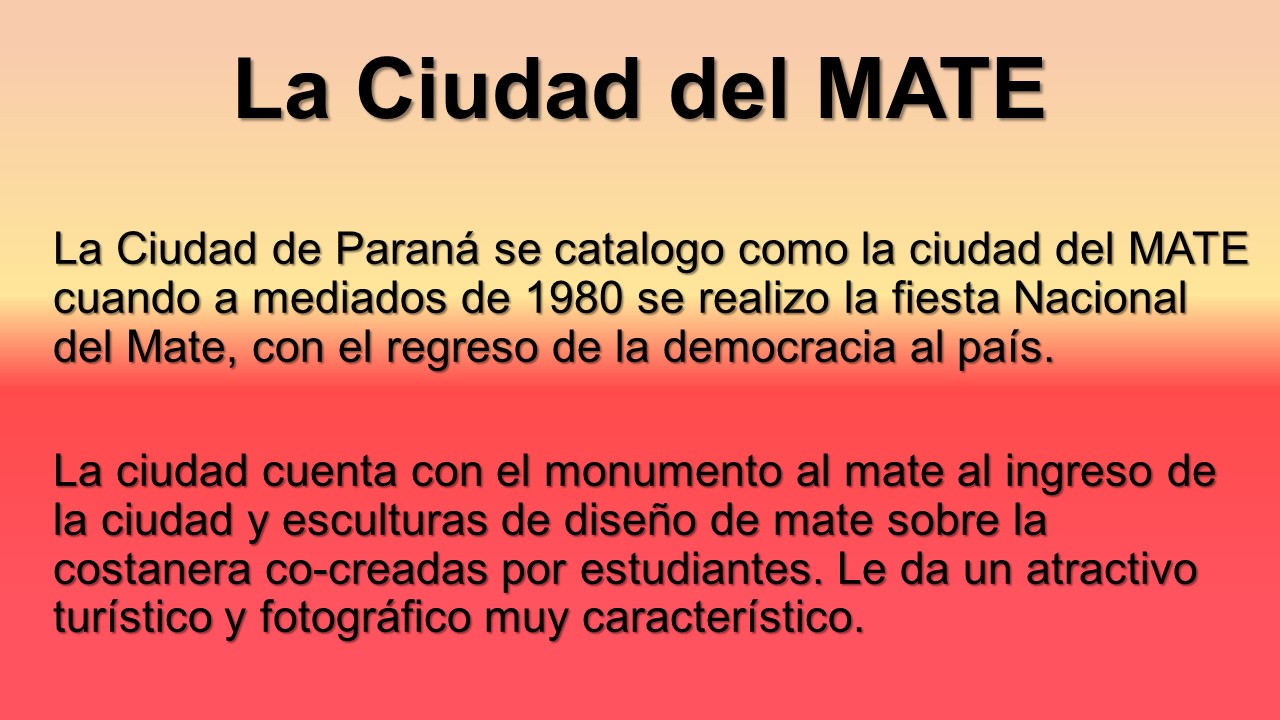 La Ciudad del MATE
La Ciudad de Paraná se catalogo como la ciudad del MATE
cuando a mediados de 1980 se realizo la fiesta Nacional
del Mate, con el regreso de la democracia al país.
La ciudad cuenta con el monumento al mate al ingreso de
la ciudad y esculturas de diseño de mate sobre la
costanera co-creadas por estudiantes. Le da un atractivo
turístico y fotográfico muy característico.